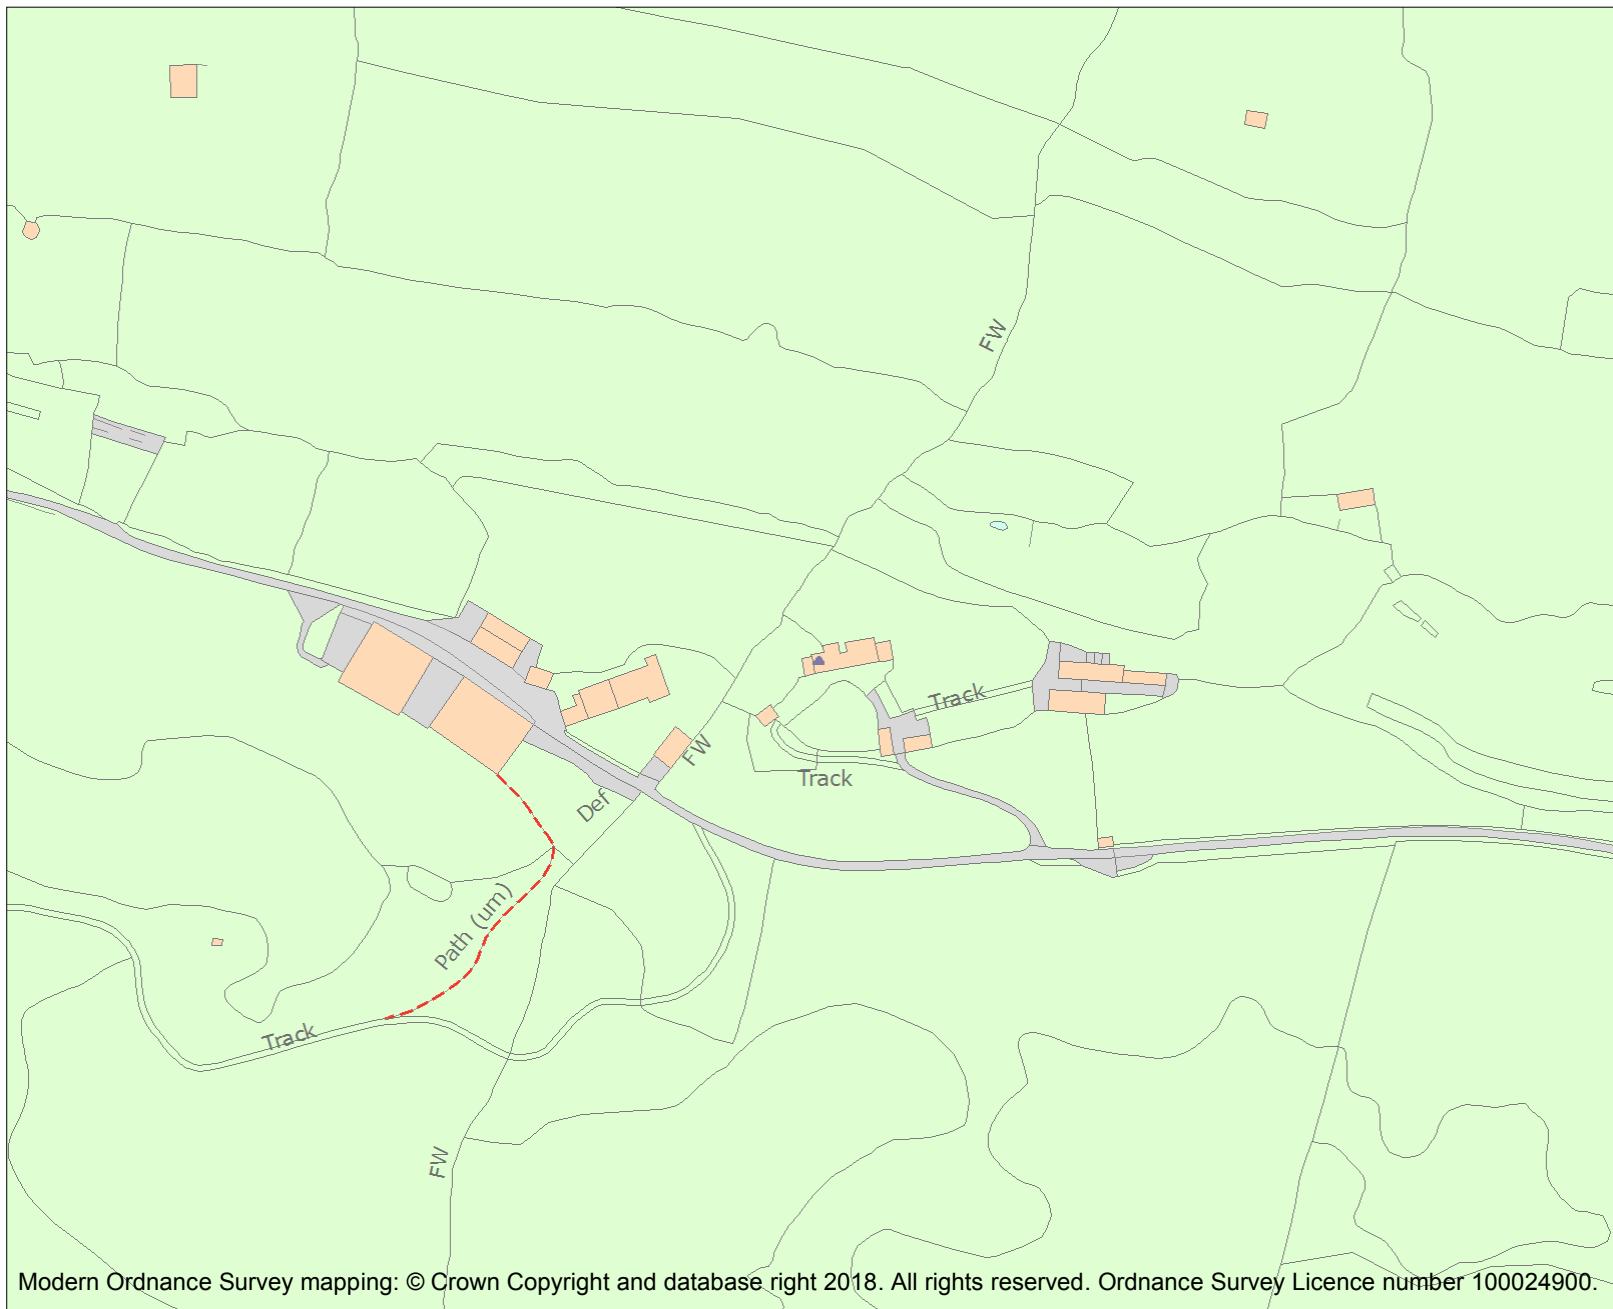 FW
Track
FW
Track
Def
Path (um)
Track
FW
Modern Ordnance Survey mapping: © Crown Copyright and database right 2018. All rights reserved. Ordnance Survey Licence number 100024900.